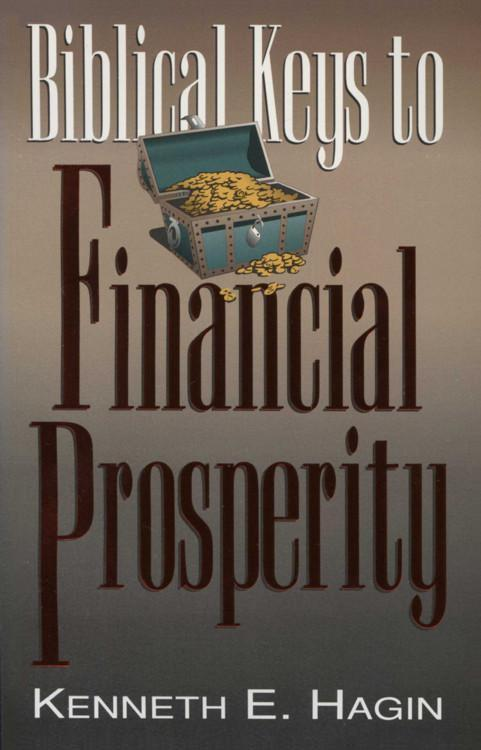 Biblical Keys to
Financial
Prosperity
KENNETH E. HAGIN